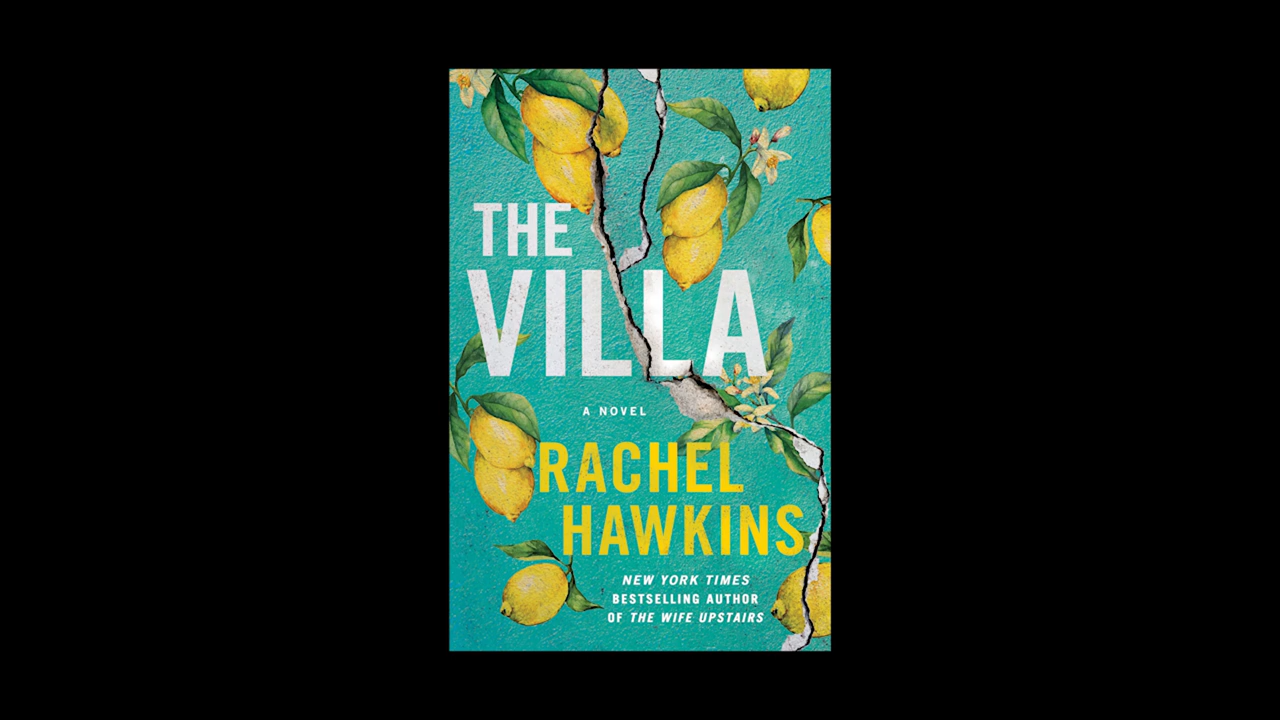 THE
VILLA
A NOVEL
RACHEL
HAWKINS
NEW YORK TIMES
BESTSELLING AUTHOR
OF THE WIFE UPSTAIRS